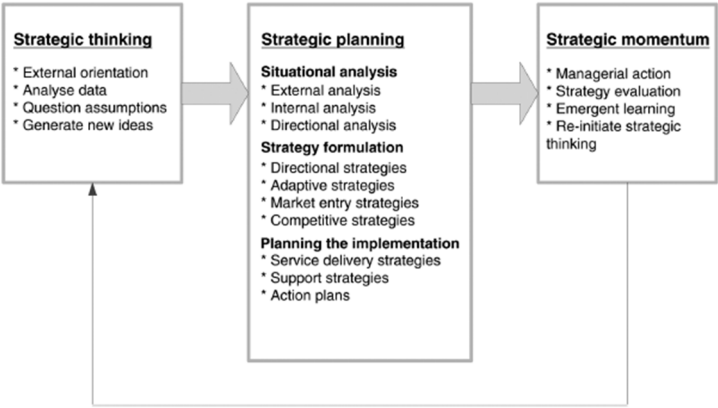 Strategic thinking
* External orientation
* Analyse data
* Question assumptions
* Generate new ideas
Strategic planning
Situational analysis
* External analysis
* Internal analysis
* Directional analysis
Strategy formulation
* Directional strategies
* Adaptive strategies
* Market entry strategies
* Competitive strategies
Planning the implementation
* Service delivery strategies
* Support strategies
* Action plans
Strategic momentum
* Managerial action
* Strategy evaluation
* Emergent learning
* Re-initiate strategic
thinking